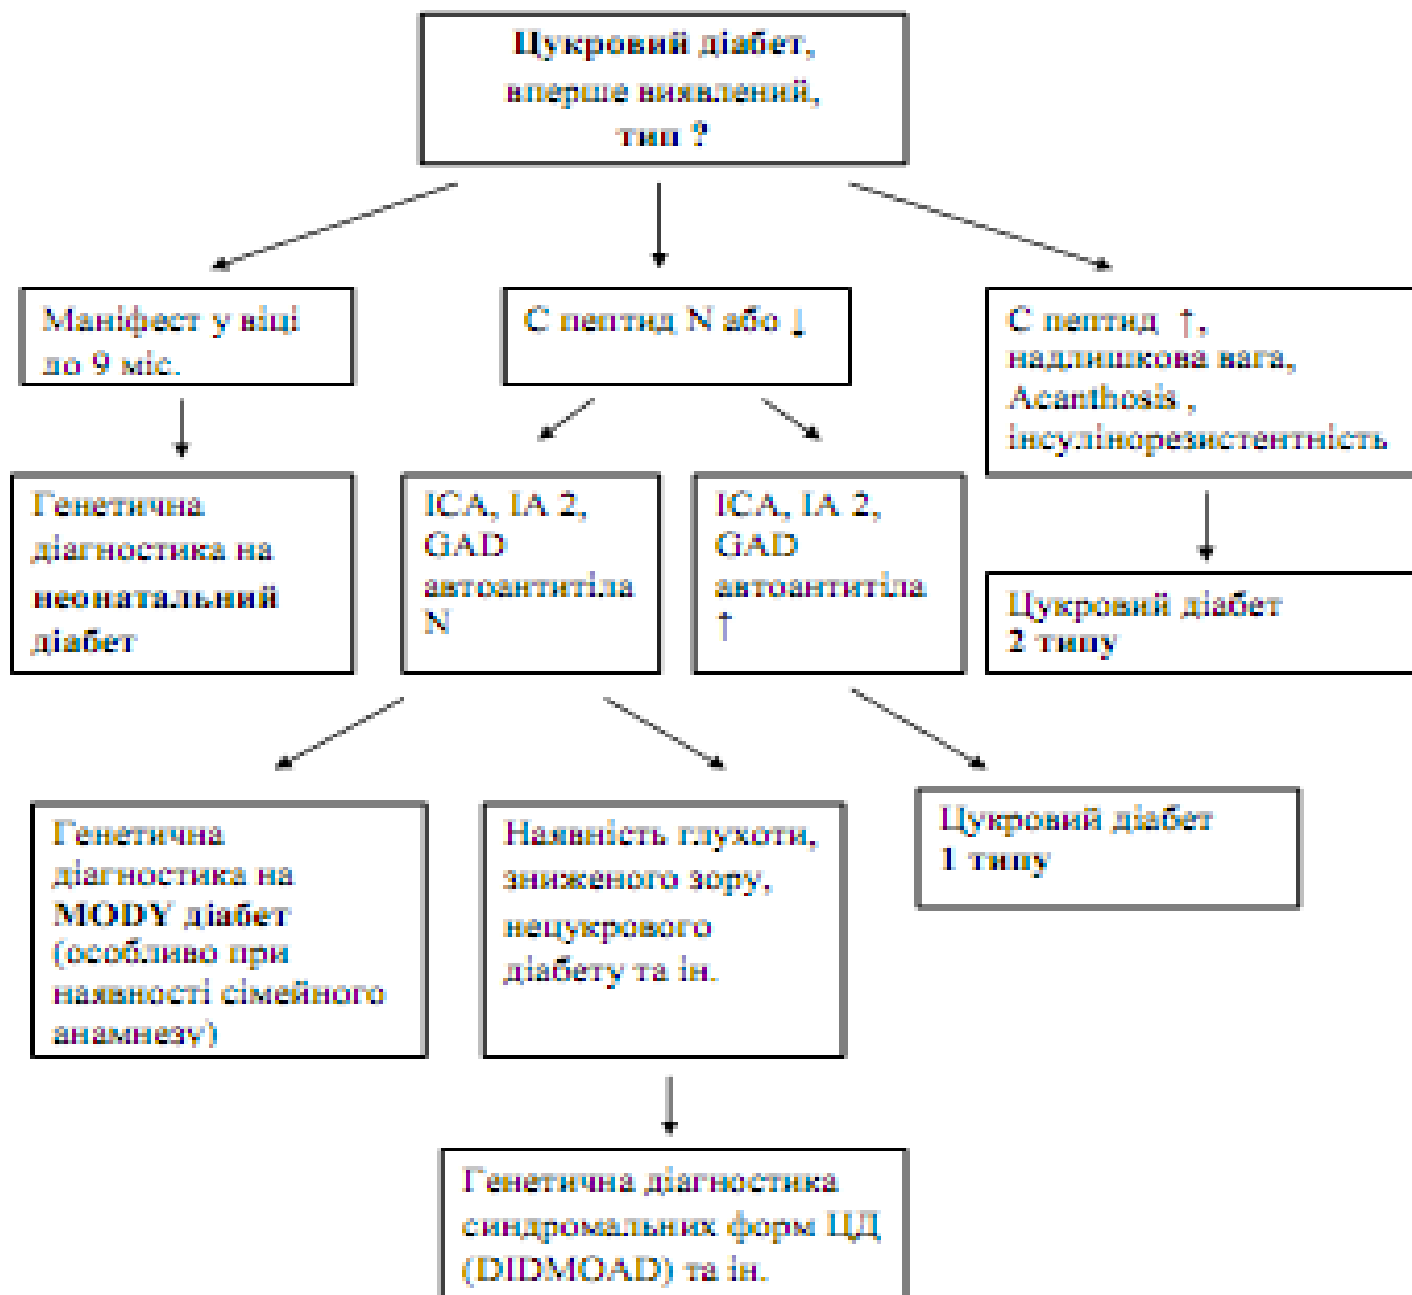 Цукровий діабет,
вперше виявлений,
тип ?
Маніфест у віці
до 9 міс.
С пептид N або ↓
С пептид ↑,
надлишкова вага,
Acanthosis ,
інсулінорезистентність
Генетична
діагностика на
неонатальний
діабет
ICA, IA 2,
GAD
автоантитіла
N
ICA, IA 2,
GAD
автоантитіла
↑
Цукровий діабет
2 типу
Генетична
діагностика на
MODY діабет
(особливо при
наявності сімейного
анамнезу)
Наявність глухоти,
зниженого зору,
нецукрового
діабету та ін.
Цукровий діабет
1 типу
Генетична діагностика
синдромальних форм ЦД
(DIDMOAD) та ін.